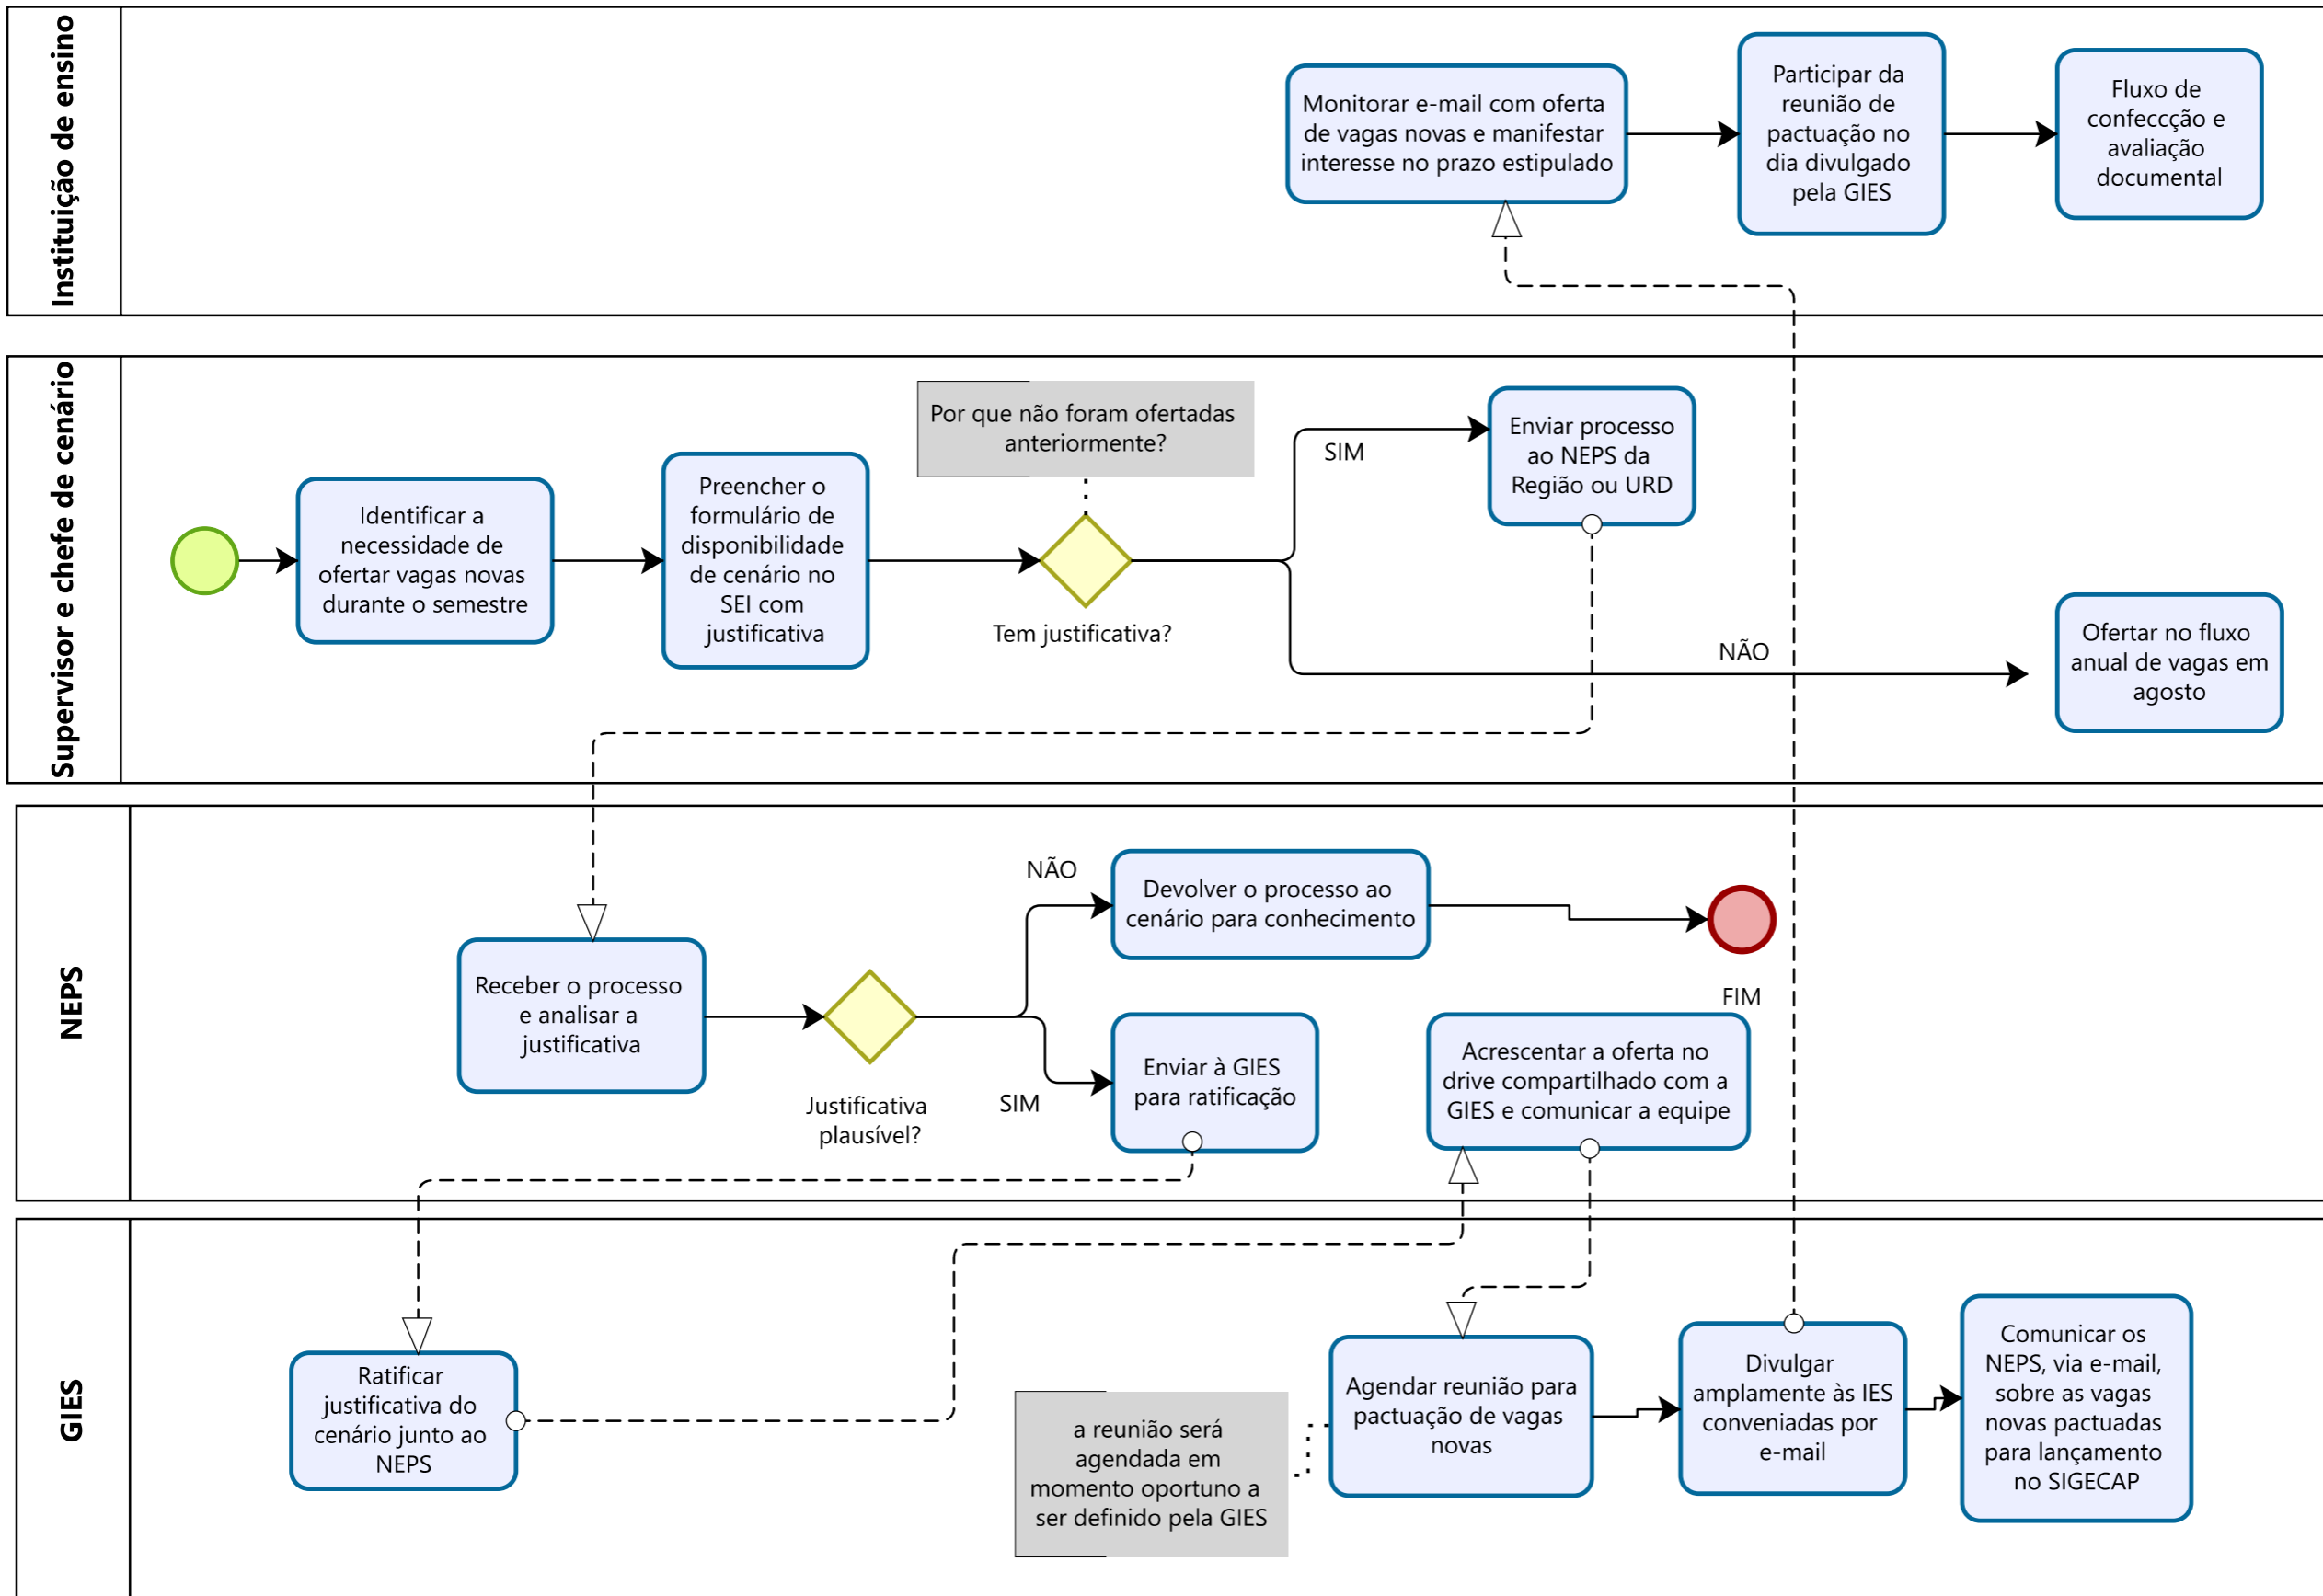 Instituição de ensino
Monitorar e-mail com oferta
de vagas novas e manifestar
interesse no prazo estipulado
Participar da
reunião de
pactuação no
dia divulgado
pela GIES
Fluxo de
confeccção e
avaliação
documental
Supervisor e chefe de cenário
Identificar a
necessidade de
ofertar vagas novas
durante o semestre
Preencher o
formulário de
disponibilidade
de cenário no
SEI com
justificativa
Por que não foram ofertadas
anteriormente?
Tem justificativa?
SIM
Enviar processo
ao NEPS da
Região ou URD
NÃO
Ofertar no fluxo
anual de vagas em
agosto
NEPS
Receber o processo
e analisar a
justificativa
Justificativa
plausível?
NÃO
Devolver o processo ao
cenário para conhecimento
FIM
SIM
Enviar à GIES
para ratificação
Acrescentar a oferta no
drive compartilhado com a
GIES e comunicar a equipe
GIES
Ratificar
justificativa do
cenário junto ao
NEPS
a reunião será
agendada em
momento oportuno a
ser definido pela GIES
Agendar reunião para
pactuação de vagas
novas
Divulgar
amplamente às IES
conveniadas por
e-mail
Comunicar os
NEPS, via e-mail,
sobre as vagas
novas pactuadas
para lançamento
no SIGECAP